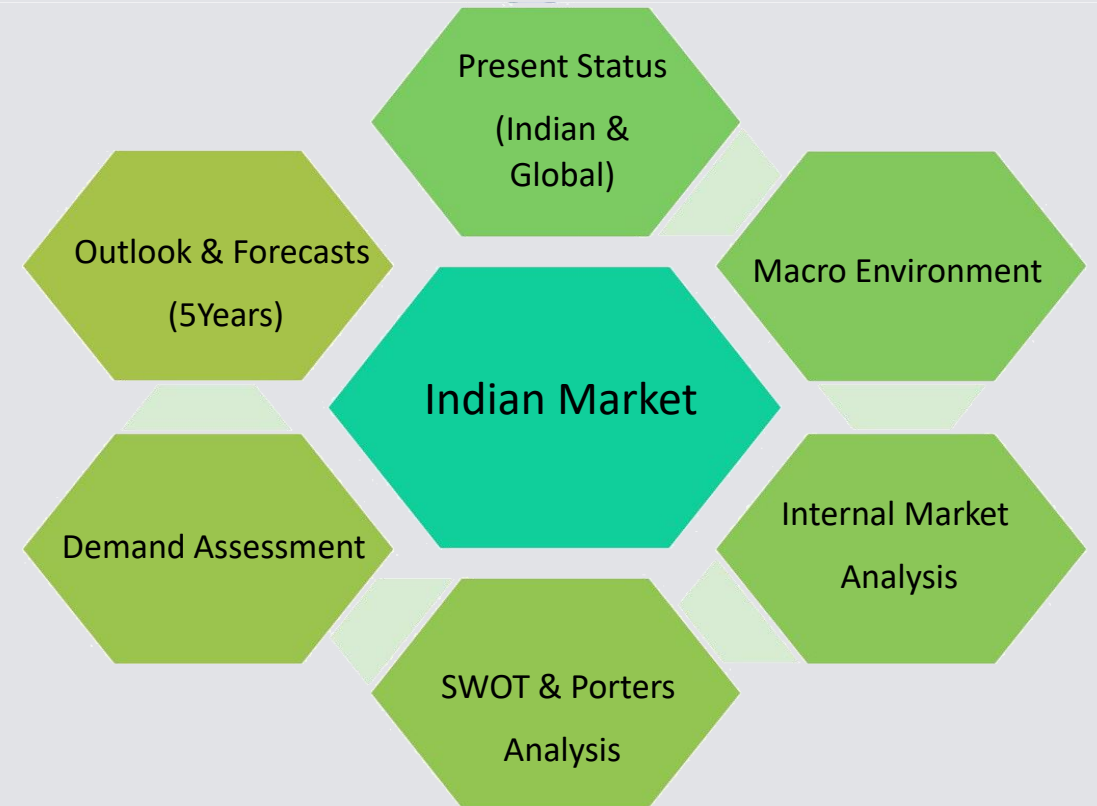 Present Status
(Indian &
Global)
Macro Environment
Internal Market
Analysis
SWOT & Porters
Analysis
Demand Assessment
Outlook & Forecasts
(5Years)
Indian Market